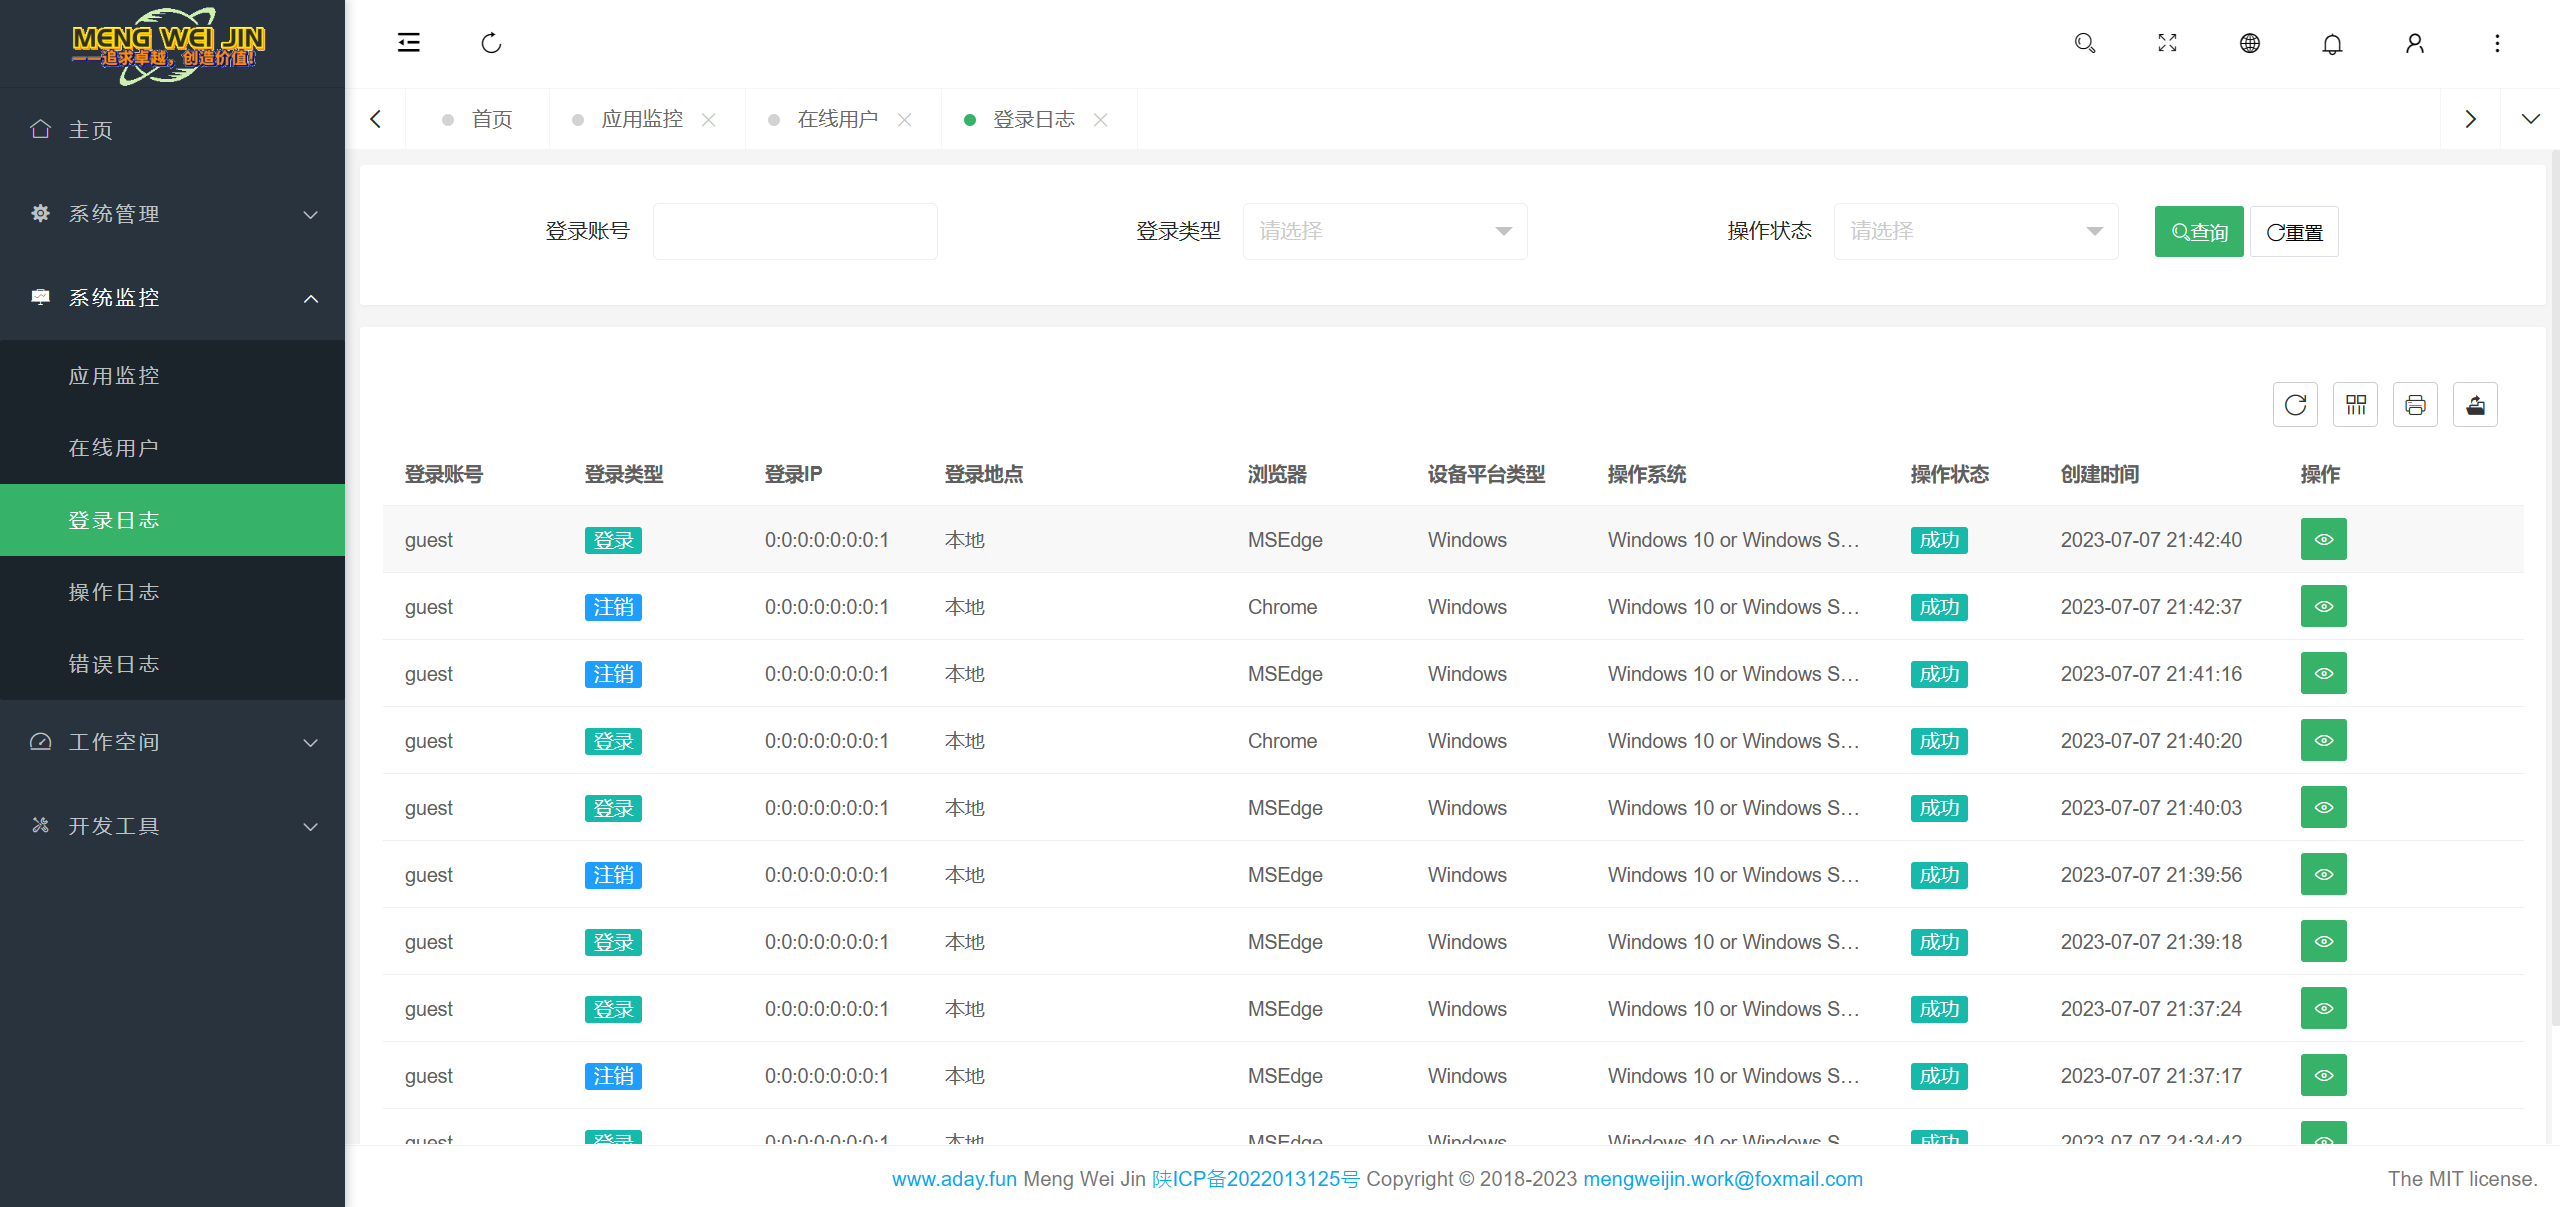 MENG WEI JIN
——追求卓越，创造价值!
主页
系统管理
系统监控
应用监控
在线用户
登录日志
操作日志
错误日志
工作空间
开发工具
首页 应用监控 在线用户 登录日志
登录账号 登录类型 请选择 操作状态 请选择 查询 重置
登录账号 登录类型 登录IP 登录地点 浏览器 设备平台类型 操作系统 操作状态 创建时间 操作
guest 登录 0:0:0:0:0:0:0:1 本地 MSEdge Windows Windows 10 or Windows S... 成功 2023-07-07 21:42:40
guest 注销 0:0:0:0:0:0:0:1 本地 Chrome Windows Windows 10 or Windows S... 成功 2023-07-07 21:42:37
guest 注销 0:0:0:0:0:0:0:1 本地 MSEdge Windows Windows 10 or Windows S... 成功 2023-07-07 21:41:16
guest 登录 0:0:0:0:0:0:0:1 本地 Chrome Windows Windows 10 or Windows S... 成功 2023-07-07 21:40:20
guest 登录 0:0:0:0:0:0:0:1 本地 MSEdge Windows Windows 10 or Windows S... 成功 2023-07-07 21:40:03
guest 注销 0:0:0:0:0:0:0:1 本地 MSEdge Windows Windows 10 or Windows S... 成功 2023-07-07 21:39:56
guest 登录 0:0:0:0:0:0:0:1 本地 MSEdge Windows Windows 10 or Windows S... 成功 2023-07-07 21:39:18
guest 登录 0:0:0:0:0:0:0:1 本地 MSEdge Windows Windows 10 or Windows S... 成功 2023-07-07 21:37:24
guest 注销 0:0:0:0:0:0:0:1 本地 MSEdge Windows Windows 10 or Windows S... 成功 2023-07-07 21:37:17
guest 登录 0:0:0:0:0:0:0:1 本地 MSEdge Windows Windows 10 or Windows S... 成功 2023-07-07 21:34:42
www.aday.fun Meng Wei Jin 陕ICP备2022013125号 Copyright © 2018-2023 mengweijin.work@foxmail.com The MIT license.